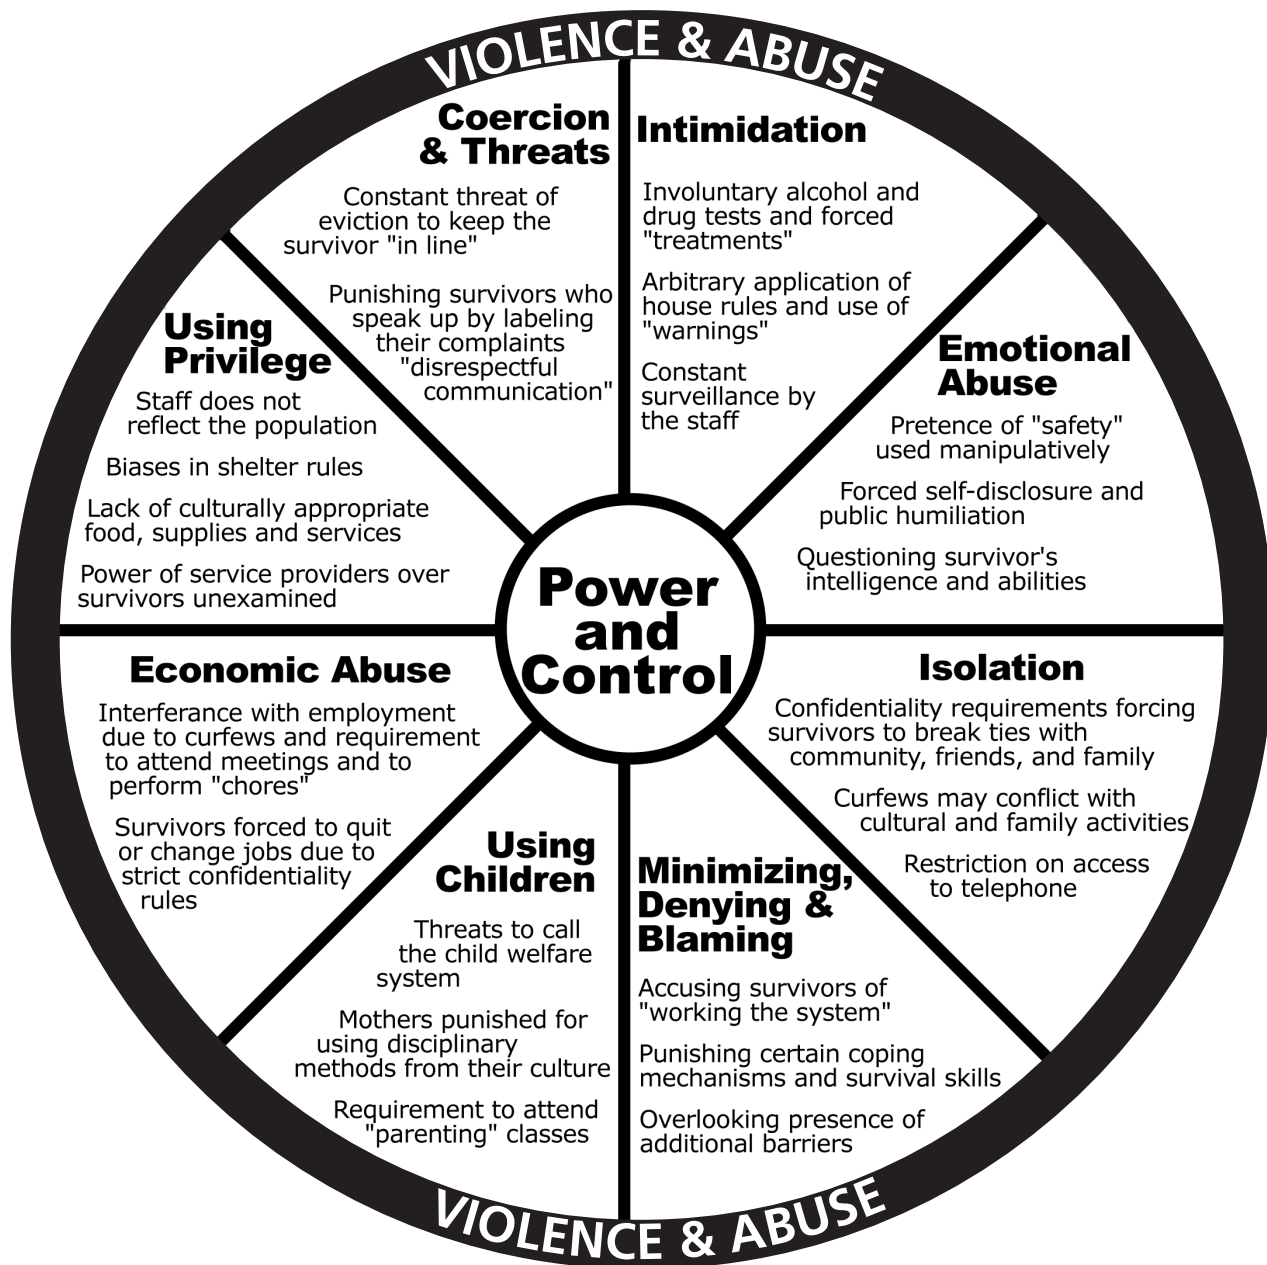 VIOLENCE & ABUSE
Coercion
& Threats
Constant threat of
eviction to keep the
survivor "in line"
Punishing survivors who
speak up by labeling
their complaints
"disrespectful
communication"
Intimidation
Involuntary alcohol and
drug tests and forced
"treatments"
Arbitrary application of
house rules and use of
"warnings"
Constant
surveillance by
the staff
Emotional
Abuse
Pretence of "safety"
used manipulatively
Forced self-disclosure and
public humiliation
Questioning survivor's
intelligence and abilities
Isolation
Confidentiality requirements forcing
survivors to break ties with
community, friends, and family
Curfews may conflict with
cultural and family activities
Restriction on access
to telephone
Minimizing,
Denying &
Blaming
Accusing survivors of
"working the system"
Punishing certain coping
mechanisms and survival skills
Overlooking presence of
additional barriers
Using
Children
Threats to call
the child welfare
system
Mothers punished for
using disciplinary
methods from their culture
Requirement to attend
"parenting" classes
Economic Abuse
Interferance with employment
due to curfews and requirement
to attend meetings and to
perform "chores"
Survivors forced to quit
or change jobs due to
strict confidentiality
rules
Using
Privilege
Staff does not
reflect the population
Biases in shelter rules
Lack of culturally appropriate
food, supplies and services
Power of service providers over
survivors unexamined
Power
and
Control
VIOLENCE & ABUSE